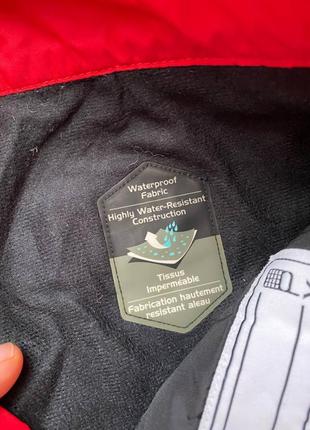 Waterproof
Fabric
Highly Water-Resistant
Construction
Tissus
Imperméable
Fabrication hautement
resistant aleau